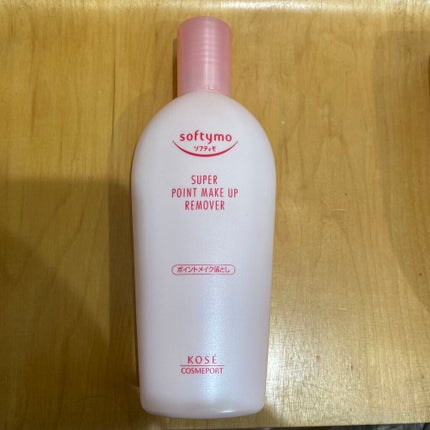 softymo
ソフティモ
SUPER
POINT MAKE UP
REMOVER
ポイントメイク落とし
KOSÉ
COSMEPORT